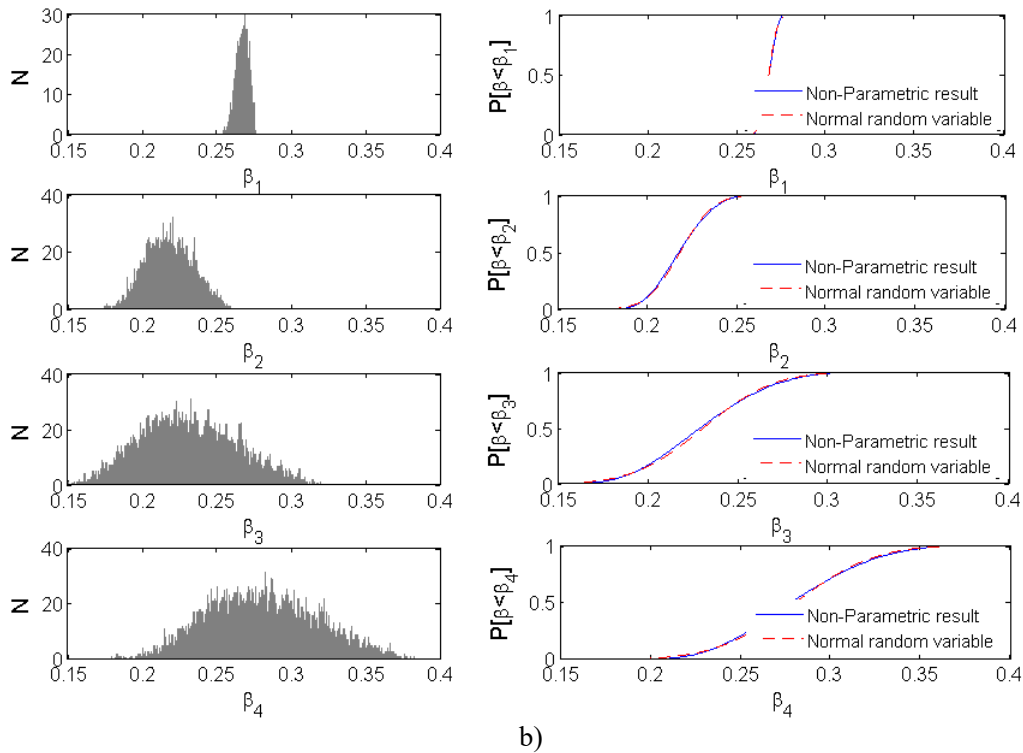 30
20
10
0
N
0.15 0.2 0.25 0.3 0.35 0.4
β1
1
0.5
0
P[β<β1]
Non-Parametric result
Normal random variable
0.15 0.2 0.25 0.3 0.35 0.4
β1
40
20
0
N
0.15 0.2 0.25 0.3 0.35 0.4
β2
1
0.5
0
P[β<β2]
Non-Parametric result
Normal random variable
0.15 0.2 0.25 0.3 0.35 0.4
β2
40
20
0
N
0.15 0.2 0.25 0.3 0.35 0.4
β3
1
0.5
0
P[β<β3]
Non-Parametric result
Normal random variable
0.15 0.2 0.25 0.3 0.35 0.4
β3
40
20
0
N
0.15 0.2 0.25 0.3 0.35 0.4
β4
1
0.5
0
P[β<β4]
Non-Parametric result
Normal random variable
0.15 0.2 0.25 0.3 0.35 0.4
β4
b)